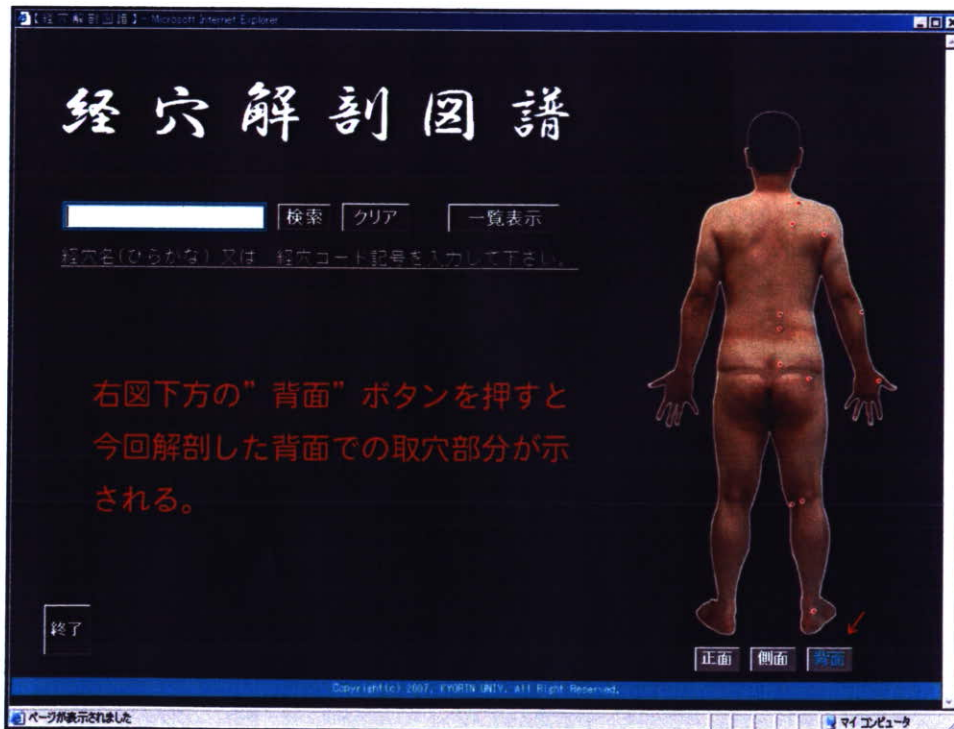 【経穴解剖図譜】 - Microsoft Internet Explorer
経穴解剖図譜
検索 クリア 一覧表示
経穴名(ひらかな) 又は 経穴コード記号を入力して下さい。
右図下方の”背面”ボタンを押すと
今回解剖した背面での取穴部分が示
される。
終了
正面 側面 背面
Copyright(c) 2007, KYORIN UNIV. All Right Reserved.
ページが表示されました
マイ コンピュータ